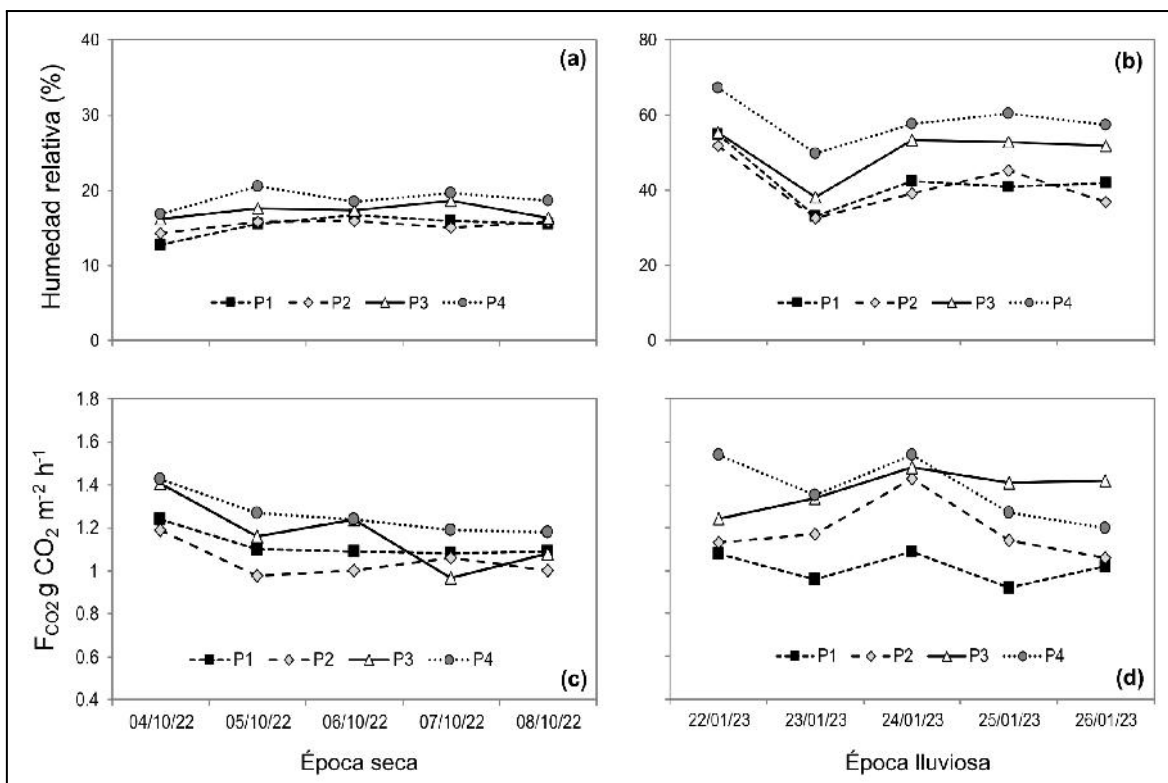 Humedad relativa (%)
40
30
20
10
0
(a)
P1 P2 P3 P4
80
60
40
20
0
(b)
P1 P2 P3 P4
F_CO2 g CO2 m⁻² h⁻¹
1.8
1.6
1.4
1.2
1
0.8
0.6
0.4
P1 P2 P3 P4
(c)
04/10/22 05/10/22 06/10/22 07/10/22 08/10/22
Época seca
P1 P2 P3 P4
(d)
22/01/23 23/01/23 24/01/23 25/01/23 26/01/23
Época lluviosa